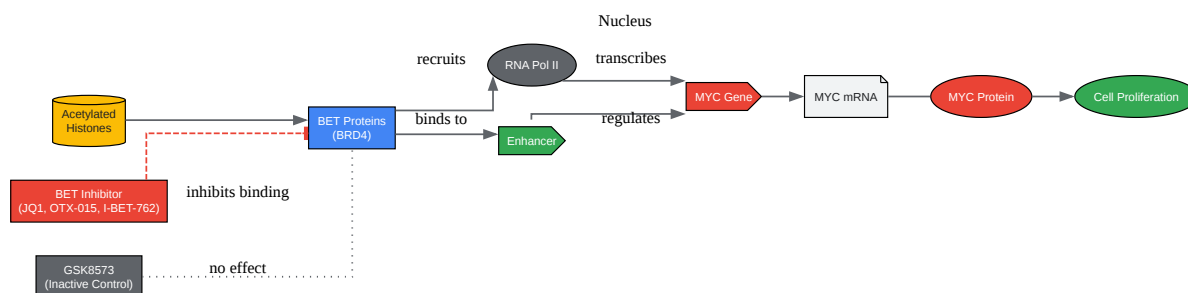 Nucleus
recruits
RNA Pol II
transcribes
Acetylated
Histones
BET Proteins
(BRD4)
binds to
Enhancer
regulates
MYC Gene
MYC mRNA
MYC Protein
Cell Proliferation
BET Inhibitor
(JQ1, OTX-015, I-BET-762)
inhibits binding
GSK8573
(Inactive Control)
no effect